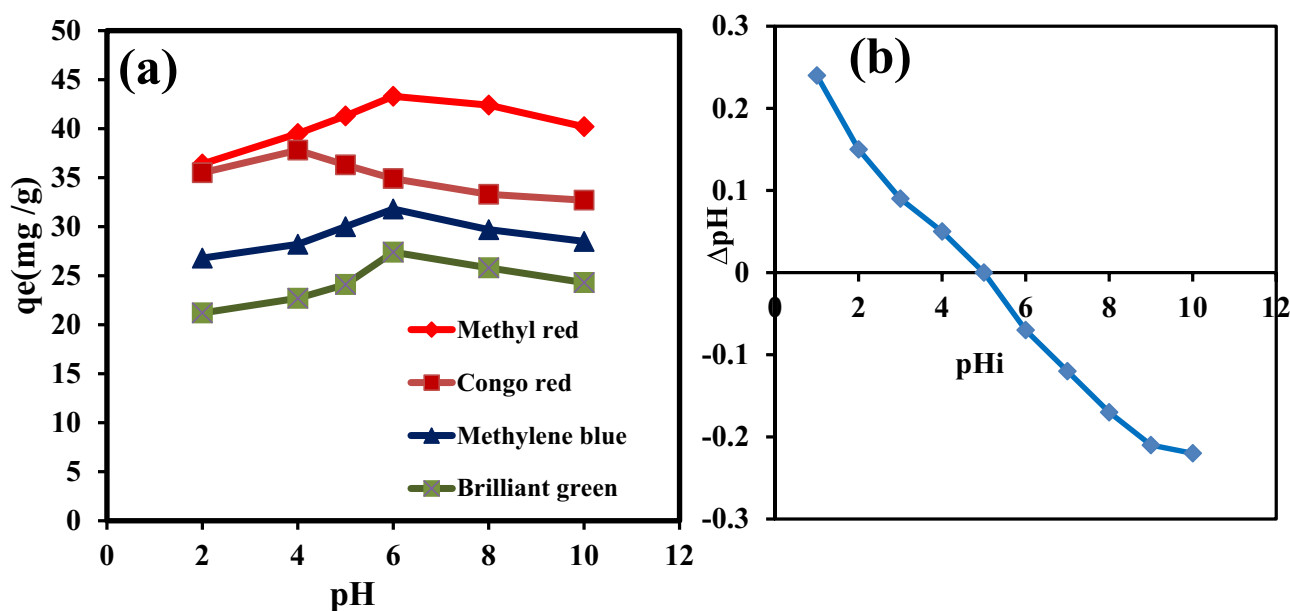 (a)
50
45
40
35
30
25
20
15
10
5
0
qe(mg /g)
0 2 4 6 8 10 12
pH
Methyl red
Congo red
Methylene blue
Brilliant green
(b)
0.3
0.1
0
-0.1
-0.2
-0.3
ΔpH
0 2 4 6 8 10 12
pHi